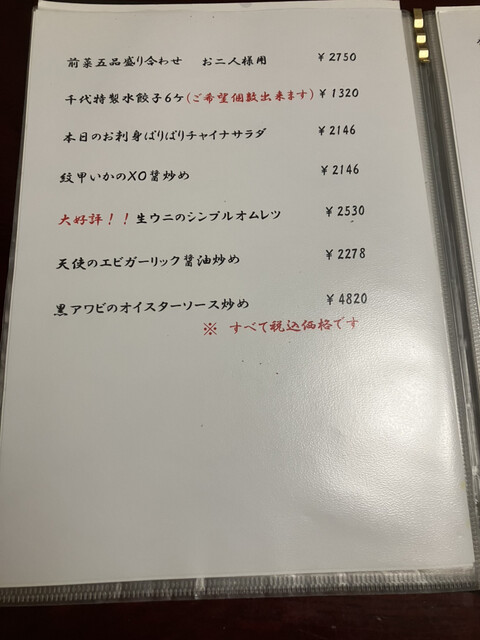 前菜五品盛り合わせ　お二人様用　￥2750
千代特製水餃子6ケ(ご希望個数出来ます)￥1320
本日のお刺身ぱりぱりチャイナサラダ　￥2146
紋甲いかのXO醤炒め　￥2146
大好評！！生ウニのシンプルオムレツ　￥2530
天使のエビガーリック醤油炒め　￥2278
黒アワビのオイスターソース炒め　￥4820
※ すべて税込価格です